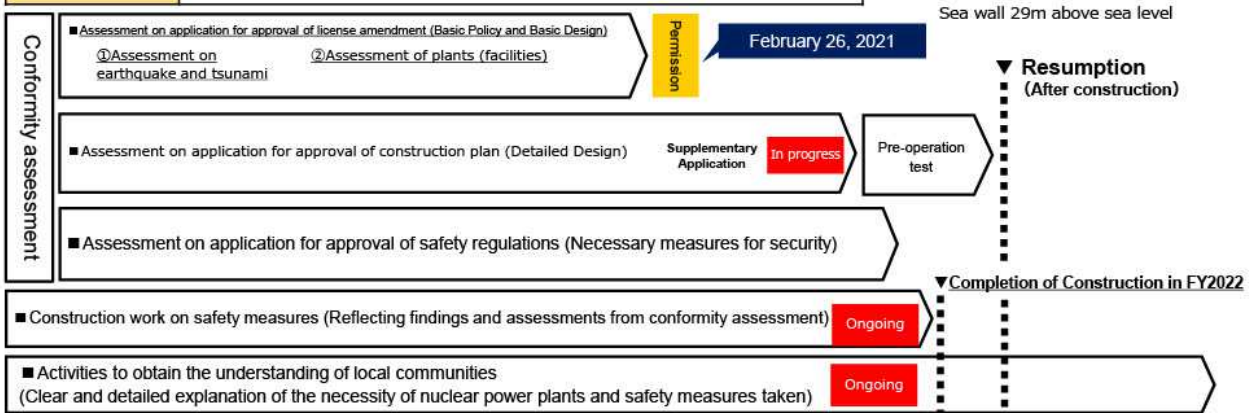 Sea wall 29m above sea level
Conformity assessment
■Assessment on application for approval of license amendment (Basic Policy and Basic Design)
①Assessment on
earthquake and tsunami
②Assessment of plants (facilities)
Permission
February 26, 2021
▼ Resumption
(After construction)
■ Assessment on application for approval of construction plan (Detailed Design)
Supplementary
Application
In progress
Pre-operation
test
■ Assessment on application for approval of safety regulations (Necessary measures for security)
▼Completion of Construction in FY2022
■ Construction work on safety measures (Reflecting findings and assessments from conformity assessment)
Ongoing
■ Activities to obtain the understanding of local communities
(Clear and detailed explanation of the necessity of nuclear power plants and safety measures taken)
Ongoing